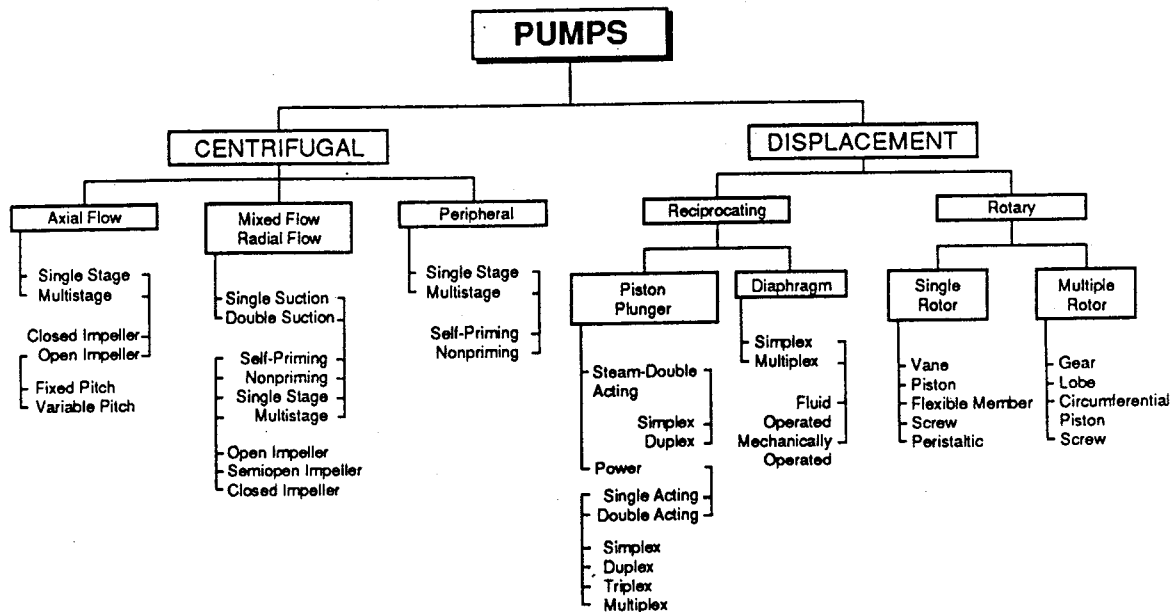 PUMPS
CENTRIFUGAL
DISPLACEMENT
Axial Flow
Mixed Flow
Radial Flow
Peripheral
Reciprocating
Rotary
Single Stage
Multistage
Closed Impeller
Open Impeller
Fixed Pitch
Variable Pitch
Single Suction
Double Suction
Self-Priming
Nonpriming
Single Stage
Multistage
Open Impeller
Semiopen Impeller
Closed Impeller
Single Stage
Multistage
Self-Priming
Nonpriming
Piston
Plunger
Steam-Double
Acting
Simplex
Duplex
Power
Single Acting
Double Acting
Simplex
Duplex
Triplex
Multiplex
Diaphragm
Simplex
Multiplex
Fluid
Operated
Mechanically
Operated
Single
Rotor
Vane
Piston
Flexible Member
Screw
Peristaltic
Multiple
Rotor
Gear
Lobe
Circumferential
Piston
Screw